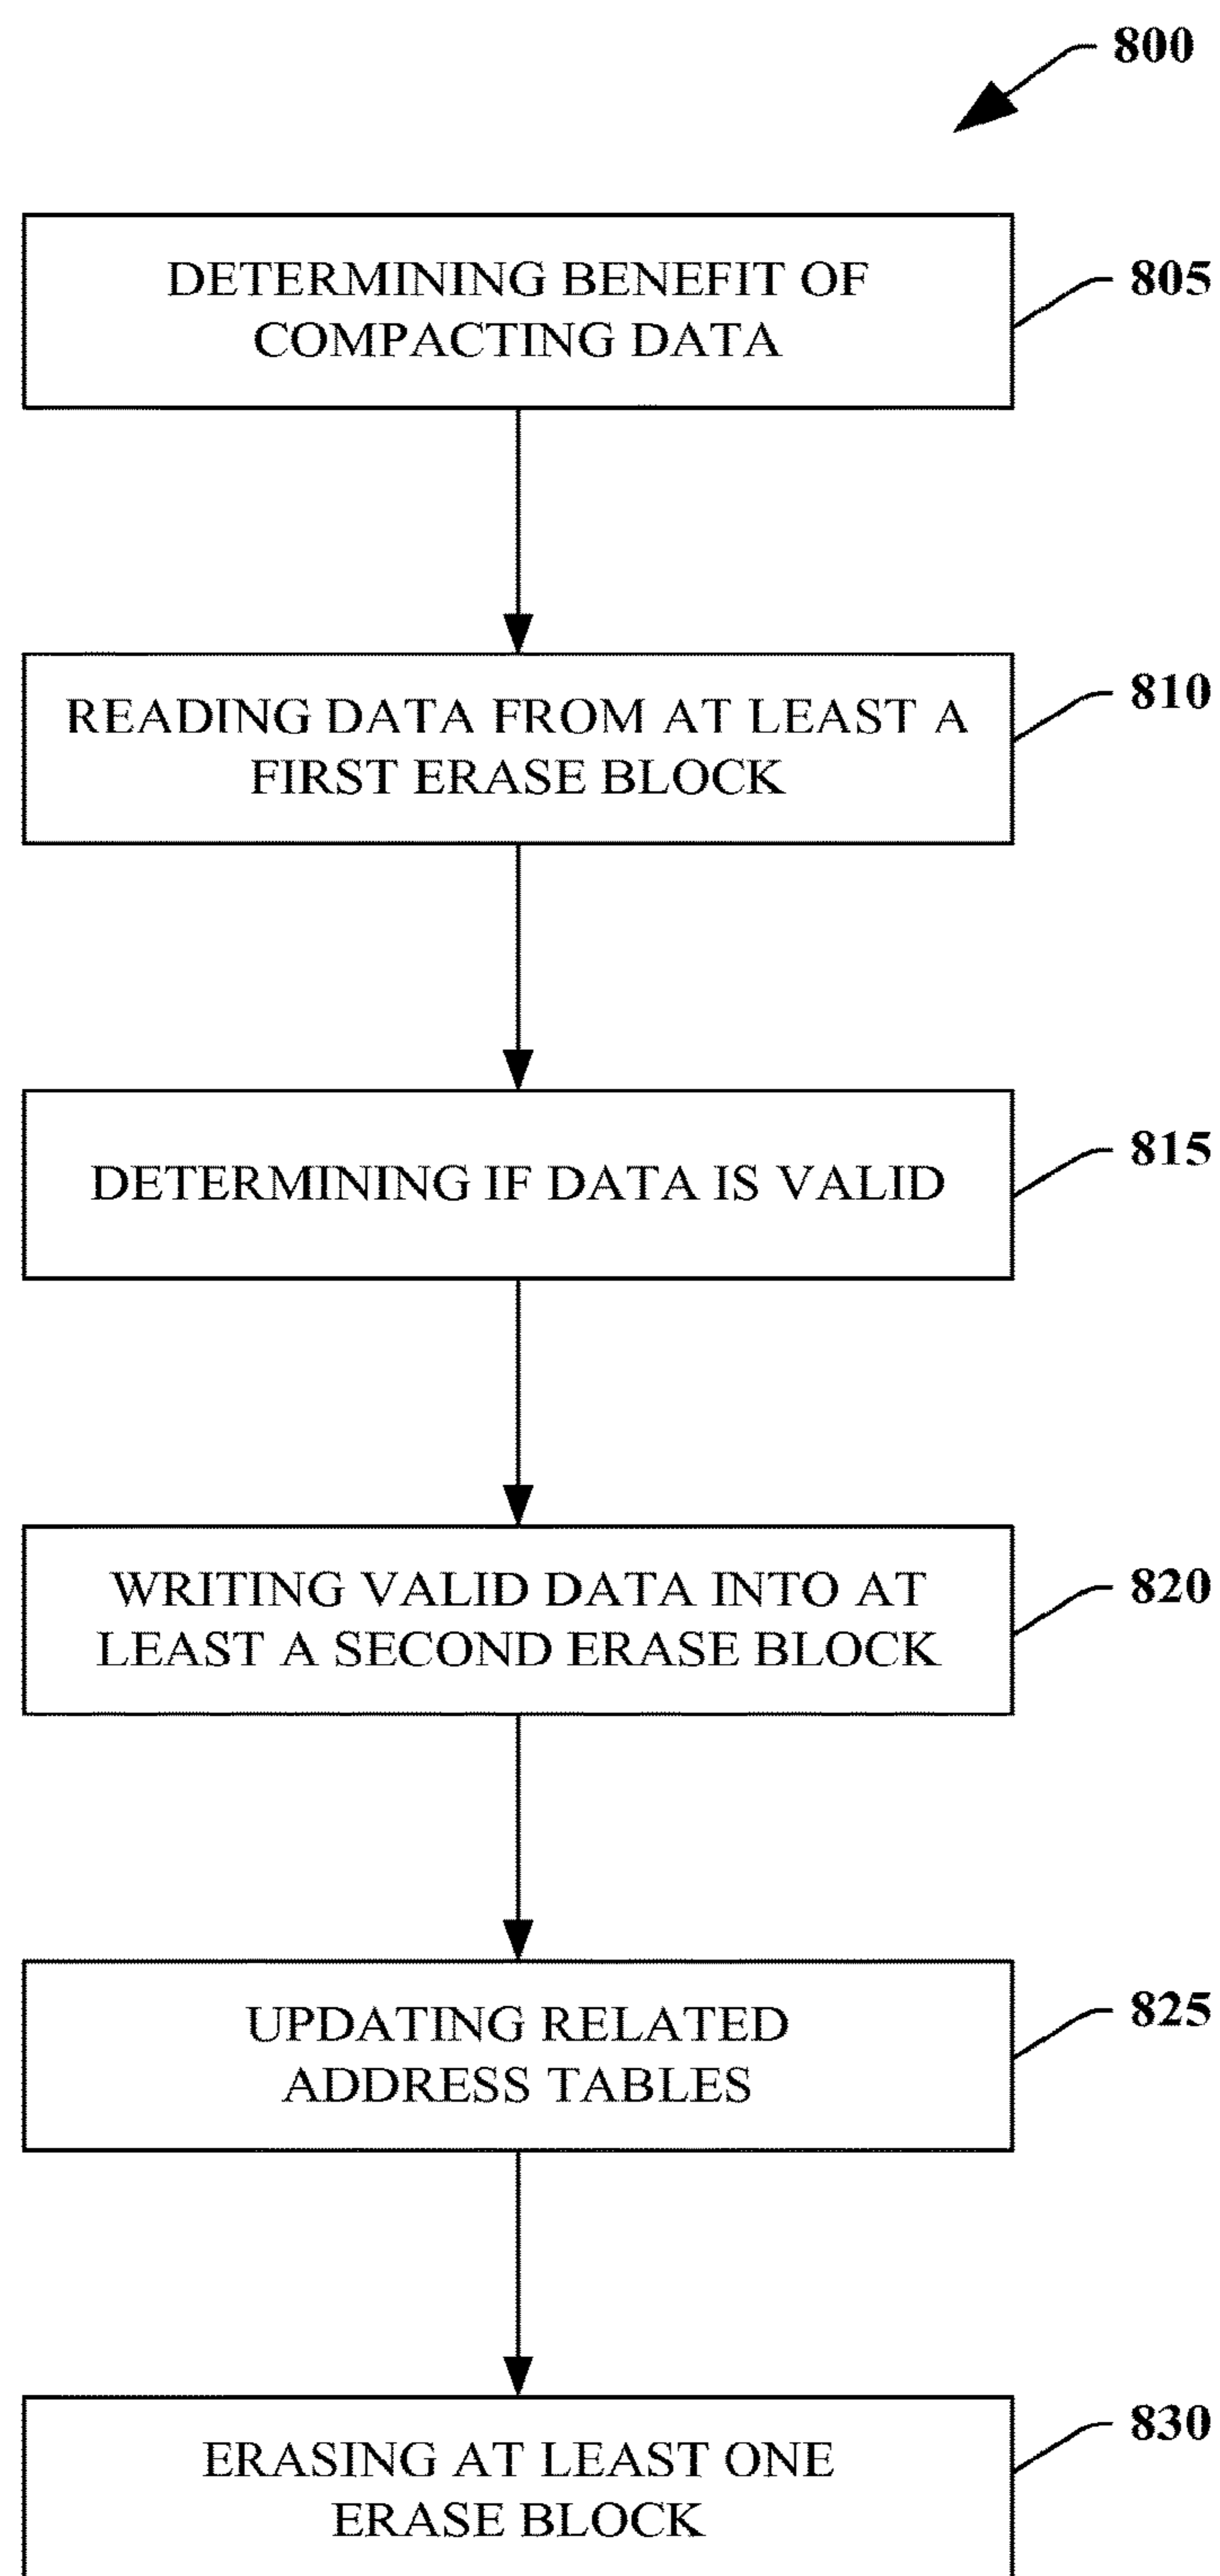 800
DETERMINING BENEFIT OF
COMPACTING DATA
805
READING DATA FROM AT LEAST A
FIRST ERASE BLOCK
810
DETERMINING IF DATA IS VALID
815
WRITING VALID DATA INTO AT
LEAST A SECOND ERASE BLOCK
820
UPDATING RELATED
ADDRESS TABLES
825
ERASING AT LEAST ONE
ERASE BLOCK
830